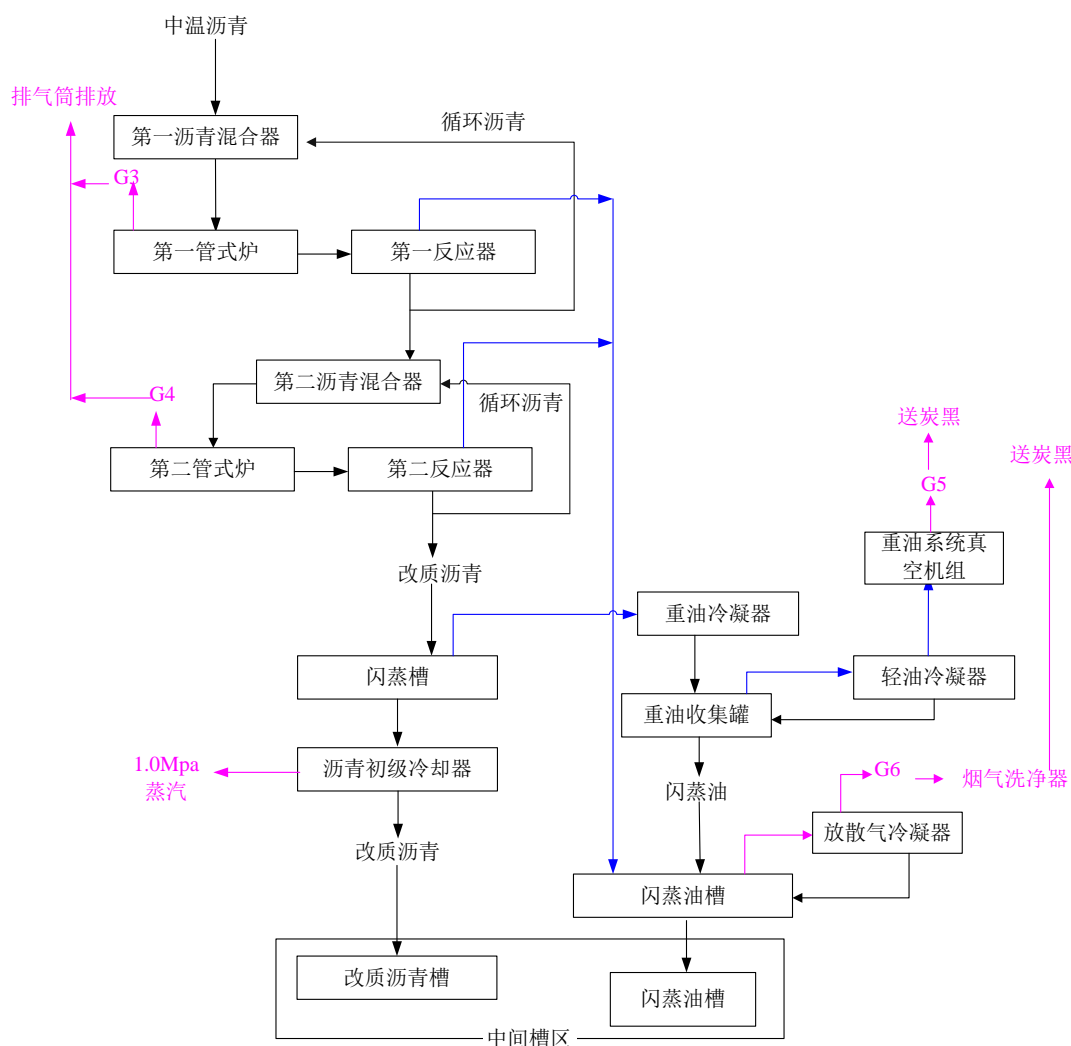 中温沥青
排气筒排放
循环沥青
第一沥青混合器
G3
第一管式炉
第一反应器
第二沥青混合器
G4
循环沥青
送炭黑
送炭黑
第二管式炉
第二反应器
G5
重油系统真
空机组
改质沥青
重油冷凝器
闪蒸槽
轻油冷凝器
重油收集罐
1.0Mpa
蒸汽
沥青初级冷却器
G6
烟气洗净器
闪蒸油
放散气冷凝器
改质沥青
闪蒸油槽
改质沥青槽
闪蒸油槽
中间槽区